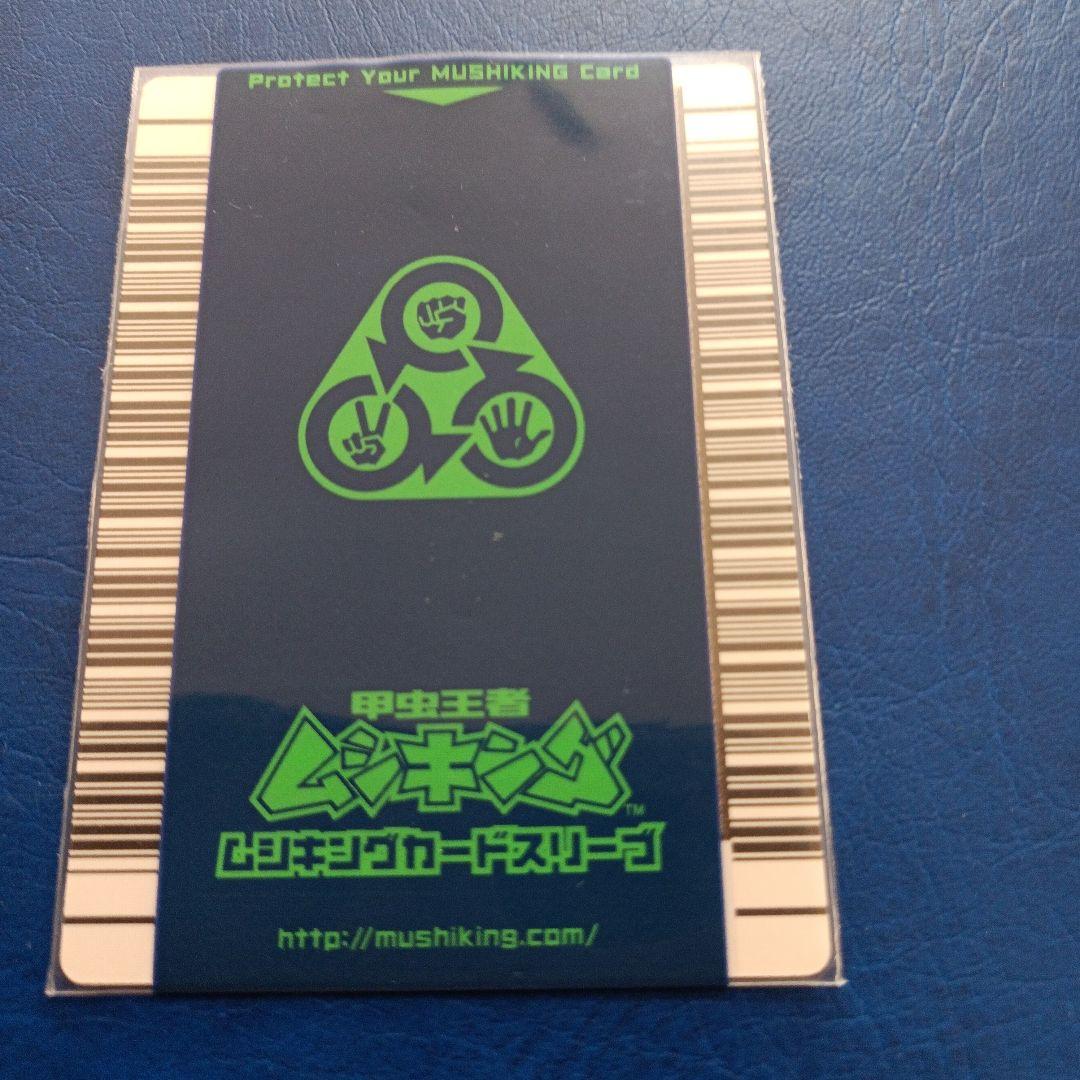 Protect Your MUSHIKING Card
甲虫王者
ムシキング
TM
ムシキングカードスリーブ
http://mushiking.com/